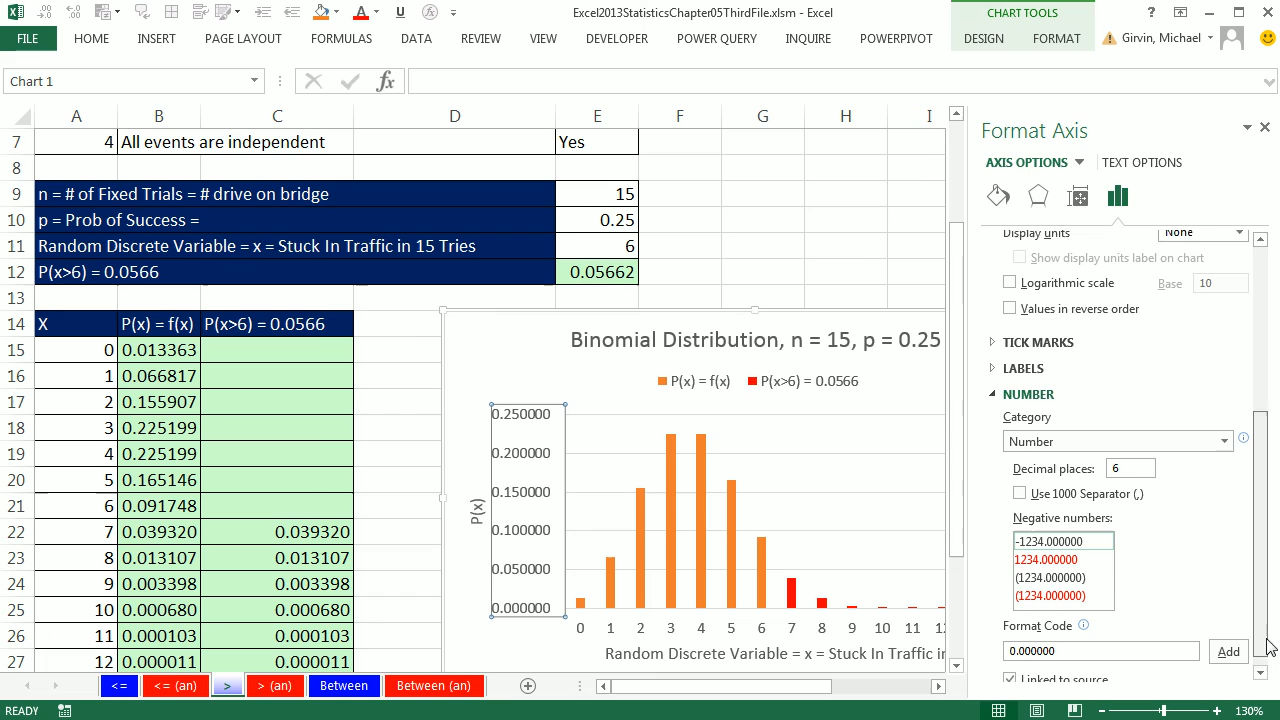 Excel2013StatisticsChapter05ThirdFile.xlsm - Excel
CHART TOOLS
FILE HOME INSERT PAGE LAYOUT FORMULAS DATA REVIEW VIEW DEVELOPER POWER QUERY INQUIRE POWERPIVOT DESIGN FORMAT Girvin, Michael
Chart 1
fx
A B C D E F G H I
7 4 All events are independent Yes
8
9 n = # of Fixed Trials = # drive on bridge 15
10 p = Prob of Success = 0.25
11 Random Discrete Variable = x = Stuck In Traffic in 15 Tries 6
12 P(x>6) = 0.0566 0.05662
13
14 X P(x) = f(x) P(x>6) = 0.0566
15 0 0.013363
16 1 0.066817
17 2 0.155907
18 3 0.225199
19 4 0.225199
20 5 0.165146
21 6 0.091748
22 7 0.039320 0.039320
23 8 0.013107 0.013107
24 9 0.003398 0.003398
25 10 0.000680 0.000680
26 11 0.000103 0.000103
27 12 0.000011 0.000011
Binomial Distribution, n = 15, p = 0.25
P(x) = f(x) P(x>6) = 0.0566
P(x)
0.250000
0.200000
0.150000
0.100000
0.050000
0.000000
0 1 2 3 4 5 6 7 8 9 10 11 12
Random Discrete Variable = x = Stuck In Traffic in
Format Axis
AXIS OPTIONS TEXT OPTIONS
Display units None
Show display units label on chart
Logarithmic scale Base 10
Values in reverse order
TICK MARKS
LABELS
NUMBER
Category
Number
Decimal places: 6
Use 1000 Separator (,)
Negative numbers:
-1234.000000
1234.000000
(1234.000000)
(1234.000000)
Format Code
0.000000 Add
Linked to source
<= <= (an) > > (an) Between Between (an)
READY 130%